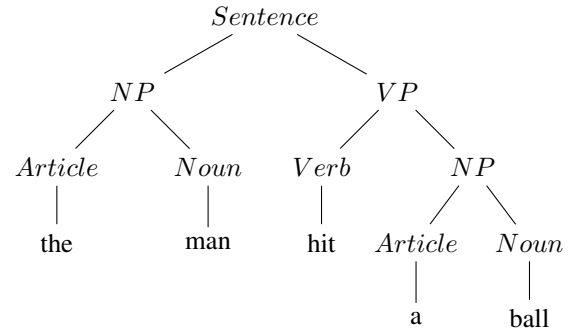 Sentence
NP VP
Article Noun Verb NP
the man hit Article Noun
a ball